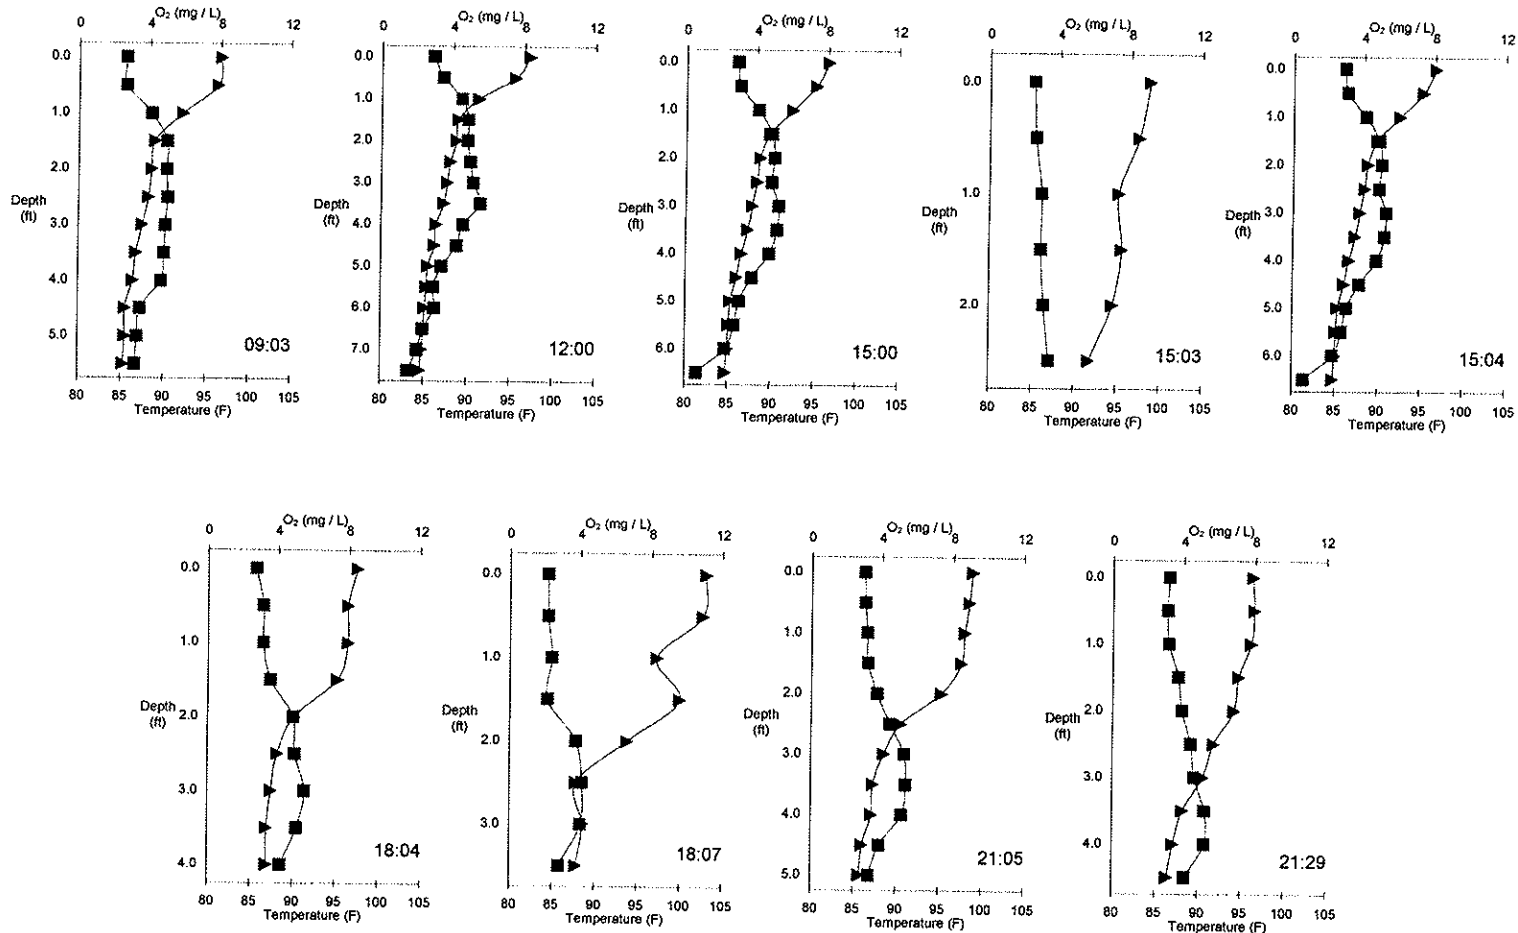 O₂ (mg / L)
0 4 8 12
0.0
1.0
2.0
Depth
(ft)
3.0
4.0
5.0
09:03
80 85 90 95 100 105
Temperature (F)
O₂ (mg / L)
0 4 8 12
0.0
1.0
2.0
3.0
Depth
(ft)
4.0
5.0
6.0
7.0
12:00
80 85 90 95 100 105
Temperature (F)
O₂ (mg / L)
0 4 8 12
0.0
1.0
2.0
3.0
Depth
(ft)
4.0
5.0
6.0
15:00
80 85 90 95 100 105
Temperature (F)
O₂ (mg / L)
0 4 8 12
0.0
1.0
Depth
(ft)
2.0
15:03
80 85 90 95 100 105
Temperature (F)
O₂ (mg / L)
0 4 8 12
0.0
1.0
2.0
3.0
Depth
(ft)
4.0
5.0
6.0
15:04
80 85 90 95 100 105
Temperature (F)
O₂ (mg / L)
0 4 8 12
0.0
1.0
Depth
(ft)
2.0
3.0
4.0
18:04
80 85 90 95 100 105
Temperature (F)
O₂ (mg / L)
0 4 8 12
0.0
1.0
Depth
(ft)
2.0
3.0
18:07
80 85 90 95 100 105
Temperature (F)
O₂ (mg / L)
0 4 8 12
0.0
1.0
2.0
Depth
(ft)
3.0
4.0
5.0
21:05
80 85 90 95 100 105
Temperature (F)
O₂ (mg / L)
0 4 8 12
0.0
1.0
2.0
Depth
(ft)
3.0
4.0
21:29
80 85 90 95 100 105
Temperature (F)